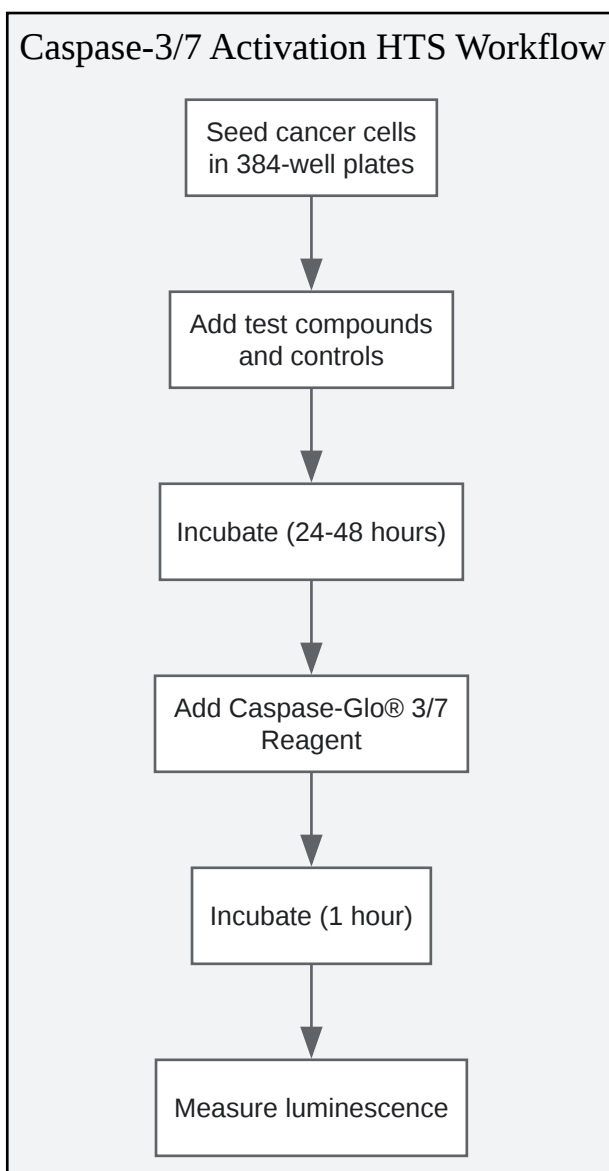 Caspase-3/7 Activation HTS Workflow
Seed cancer cells
in 384-well plates
Add test compounds
and controls
Incubate (24-48 hours)
Add Caspase-Glo® 3/7
Reagent
Incubate (1 hour)
Measure luminescence